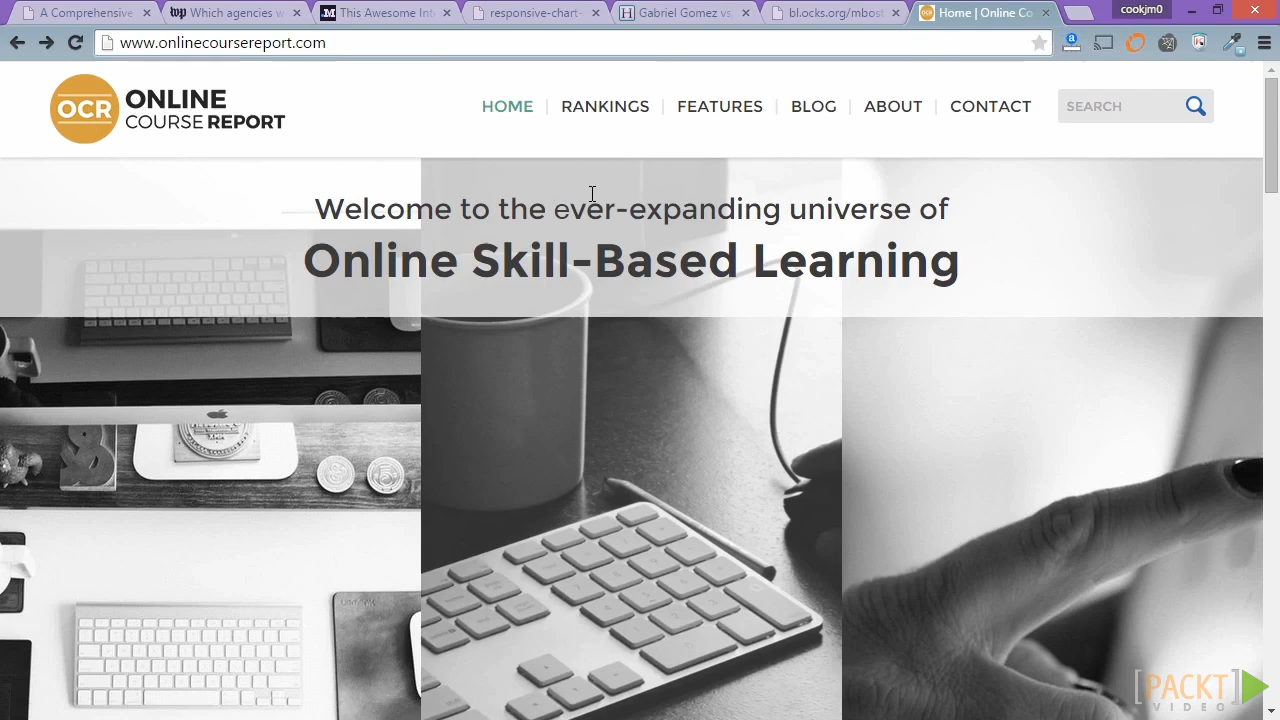 A Comprehensive
Which agencies w
This Awesome Int
responsive-chart-
Gabriel Gomez vs.
bl.ocks.org/mbost
Home | Online Co
cookjm0
www.onlinecoursereport.com
OCR
ONLINE
COURSE REPORT
HOME
RANKINGS
FEATURES
BLOG
ABOUT
CONTACT
SEARCH
Welcome to the ever-expanding universe of
Online Skill-Based Learning
[PACKT]
VIDEO